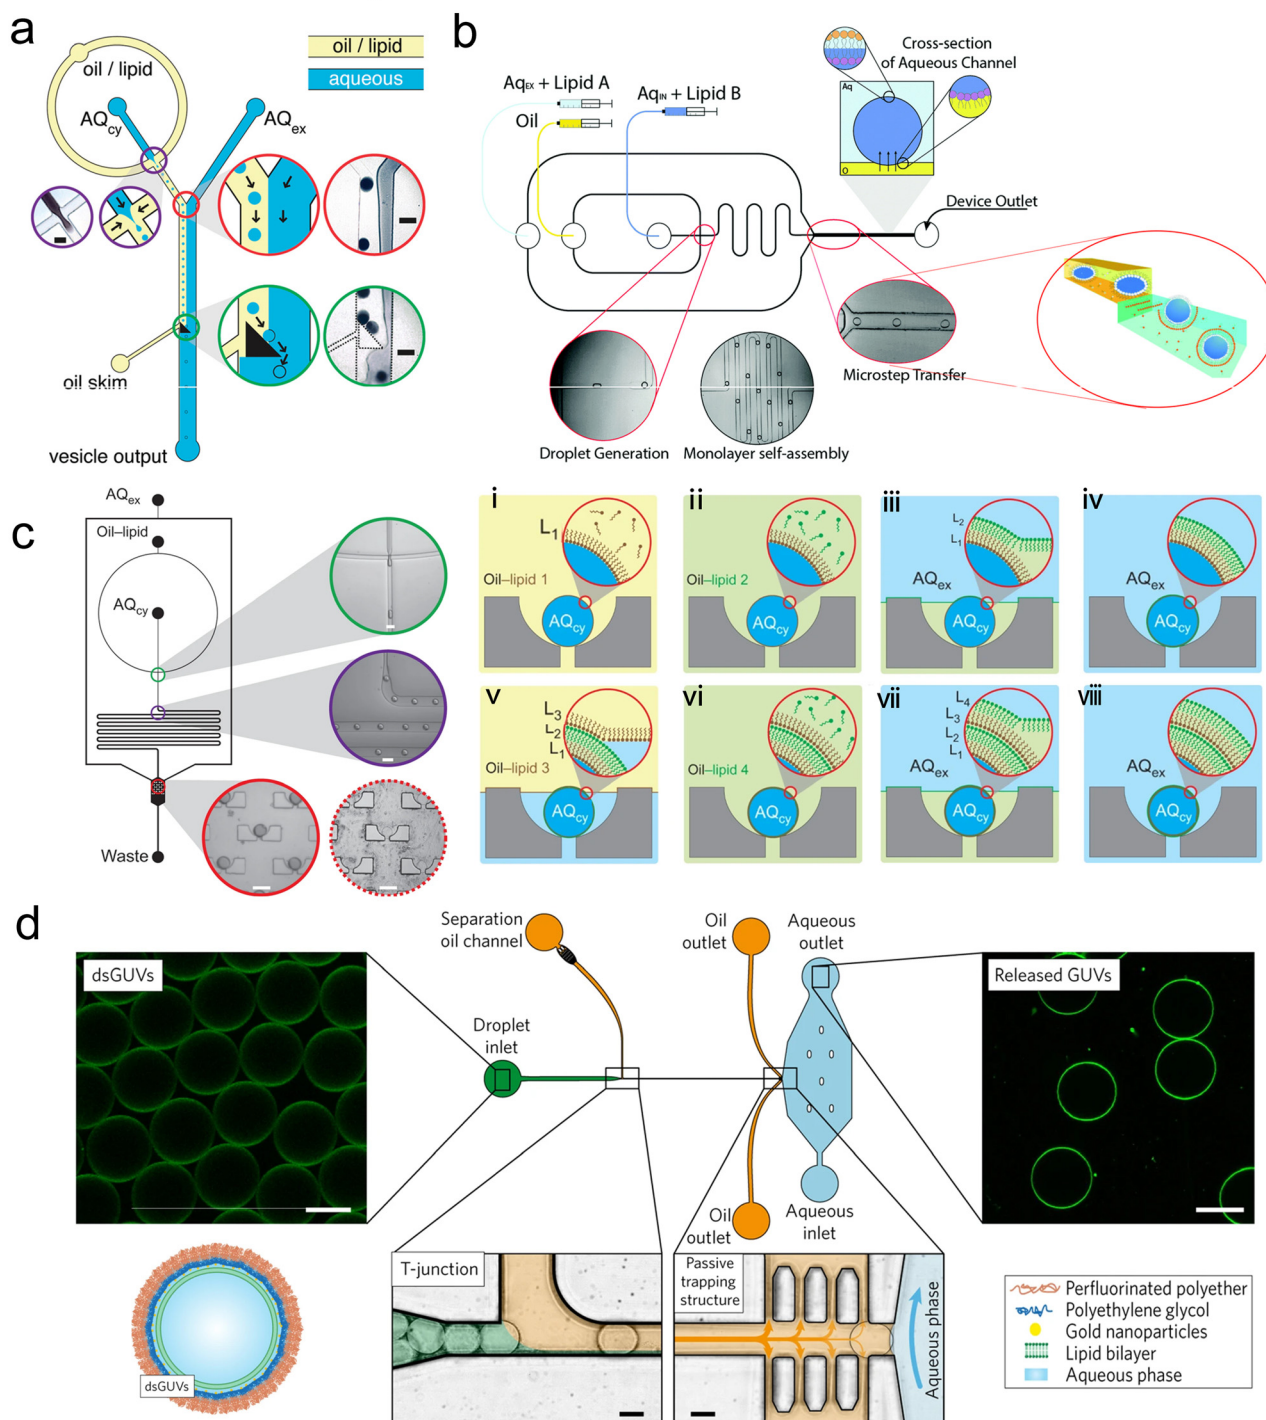 a
oil / lipid
oil / lipid
aqueous
AQcy
AQex
oil skim
vesicle output
b
AqEX + Lipid A
Oil
AqIN + Lipid B
Cross-section
of Aqueous Channel
Aq
O
Device Outlet
Droplet Generation
Monolayer self-assembly
Microstep Transfer
c
AQex
Oil–lipid
AQcy
Waste
i
L1
Oil–lipid 1
AQcy
ii
Oil–lipid 2
AQcy
iii
L2
L1
AQex
AQcy
iv
AQex
AQcy
v
L3
L2
L1
Oil–lipid 3
AQcy
vi
Oil–lipid 4
AQcy
vii
L4
L3
L2
L1
AQex
AQcy
viii
AQex
AQcy
d
dsGUVs
Separation
oil channel
Droplet
inlet
Oil
outlet
Aqueous
outlet
Released GUVs
Oil
outlet
Aqueous
inlet
T-junction
Passive
trapping
structure
Aqueous phase
dsGUVs
Perfluorinated polyether
Polyethylene glycol
Gold nanoparticles
Lipid bilayer
Aqueous phase